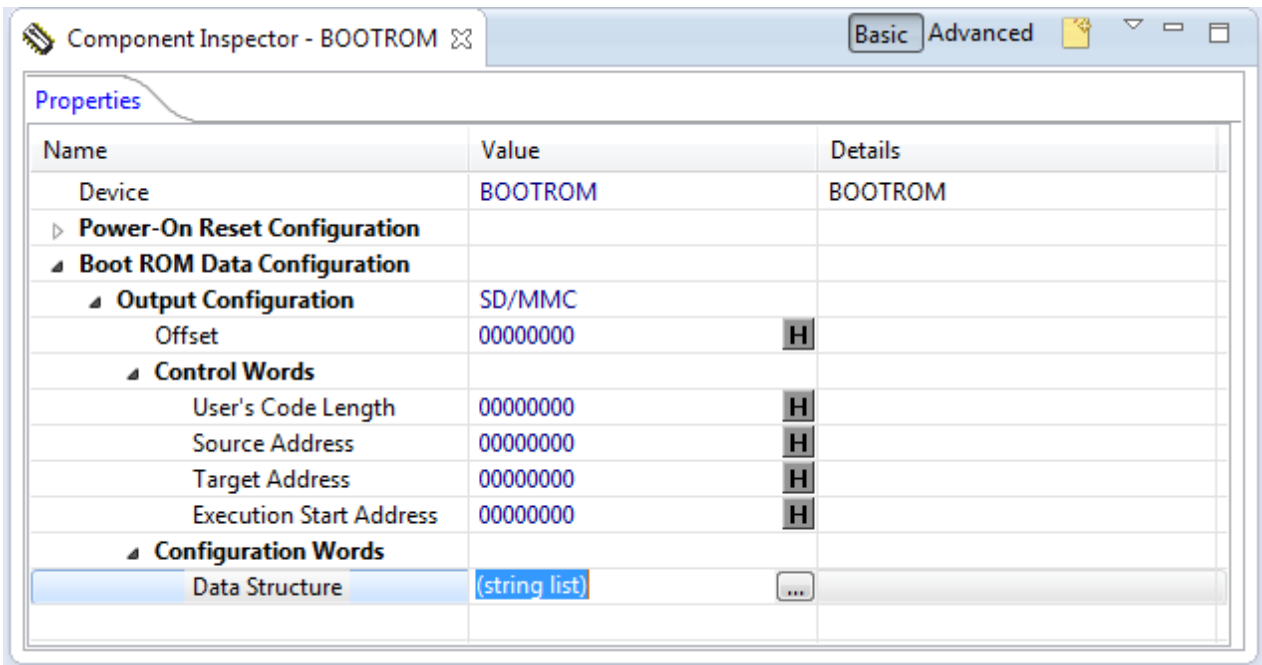 Component Inspector - BOOTROM
Basic Advanced
Properties
Name Value Details
Device BOOTROM BOOTROM
Power-On Reset Configuration
Boot ROM Data Configuration
Output Configuration SD/MMC
Offset 00000000 H
Control Words
User's Code Length 00000000 H
Source Address 00000000 H
Target Address 00000000 H
Execution Start Address 00000000 H
Configuration Words
Data Structure (string list) ...